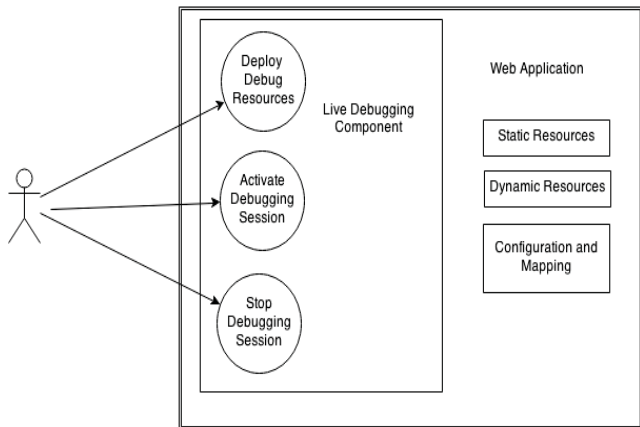 Deploy
Debug
Resources
Live Debugging
Component
Activate
Debugging
Session
Stop
Debugging
Session
Web Application
Static Resources
Dynamic Resources
Configuration and
Mapping